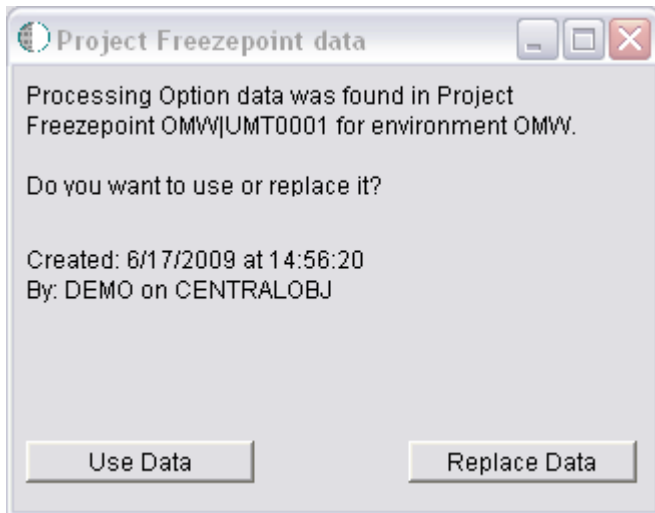 Project Freezepoint data
Processing Option data was found in Project
Freezepoint OMW|UMT0001 for environment OMW.
Do you want to use or replace it?
Created: 6/17/2009 at 14:56:20
By: DEMO on CENTRALOBJ
Use Data
Replace Data